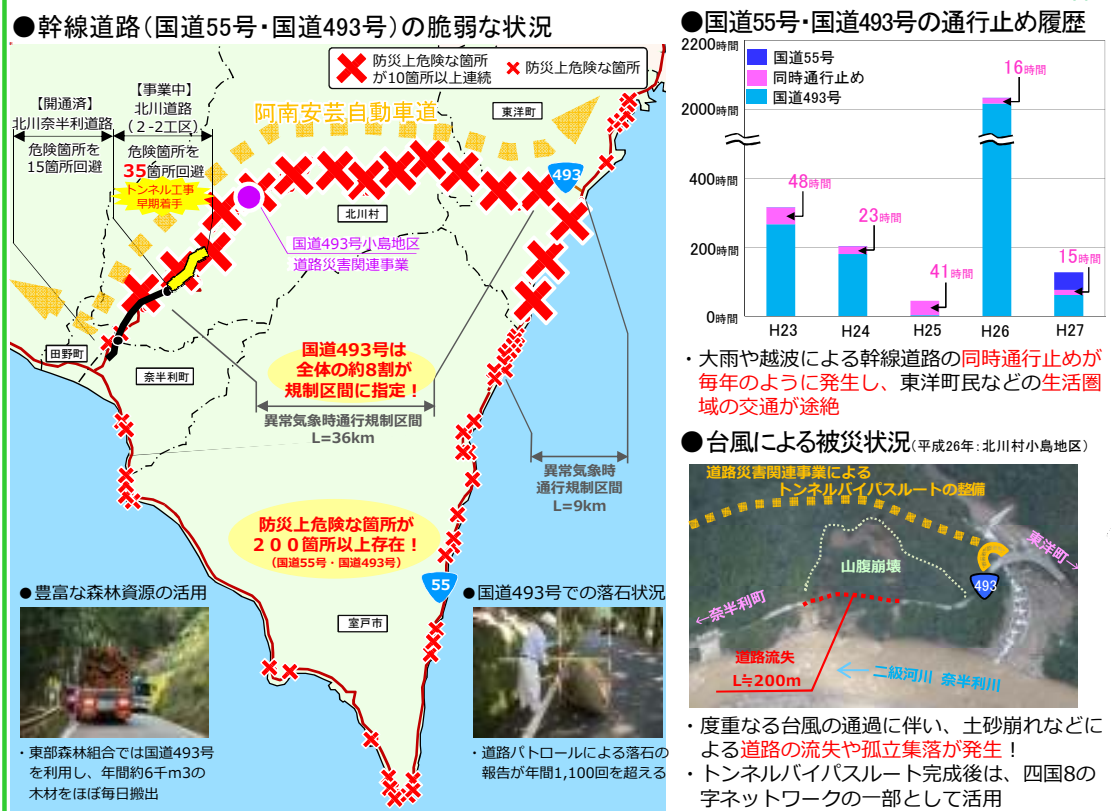 ●幹線道路(国道55号・国道493号)の脆弱な状況
防災上危険な箇所
が10箇所以上連続
防災上危険な箇所
【開通済】
北川奈半利道路
危険箇所を
15箇所回避
【事業中】
北川道路
(2-2工区)
危険箇所を
35箇所回避
トンネル工事
早期着手
阿南安芸自動車道
東洋町
493
北川村
国道493号小島地区
道路災害関連事業
田野町
奈半利町
国道493号は
全体の約8割が
規制区間に指定!
異常気象時通行規制区間
L=36km
異常気象時
通行規制区間
L=9km
防災上危険な箇所が
200箇所以上存在!
(国道55号・国道493号)
55
室戸市
●豊富な森林資源の活用
・東部森林組合では国道493号
を利用し、年間約6千m3の
木材をほぼ毎日搬出
●国道493号での落石状況
・道路パトロールによる落石の
報告が年間1,100回を超える
●国道55号・国道493号の通行止め履歴
2200時間
2000時間
400時間
200時間
0時間
国道55号
同時通行止め
国道493号
48時間
23時間
41時間
16時間
15時間
H23
H24
H25
H26
H27
・大雨や越波による幹線道路の同時通行止めが
毎年のように発生し、東洋町民などの生活圏
域の交通が途絶
●台風による被災状況(平成26年:北川村小島地区)
道路災害関連事業による
トンネルバイパスルートの整備
山腹崩壊
東洋町→
493
←奈半利町
道路流失
L≒200m
二級河川 奈半利川
・度重なる台風の通過に伴い、土砂崩れなどに
よる道路の流失や孤立集落が発生!
・トンネルバイパスルート完成後は、四国8の
字ネットワークの一部として活用